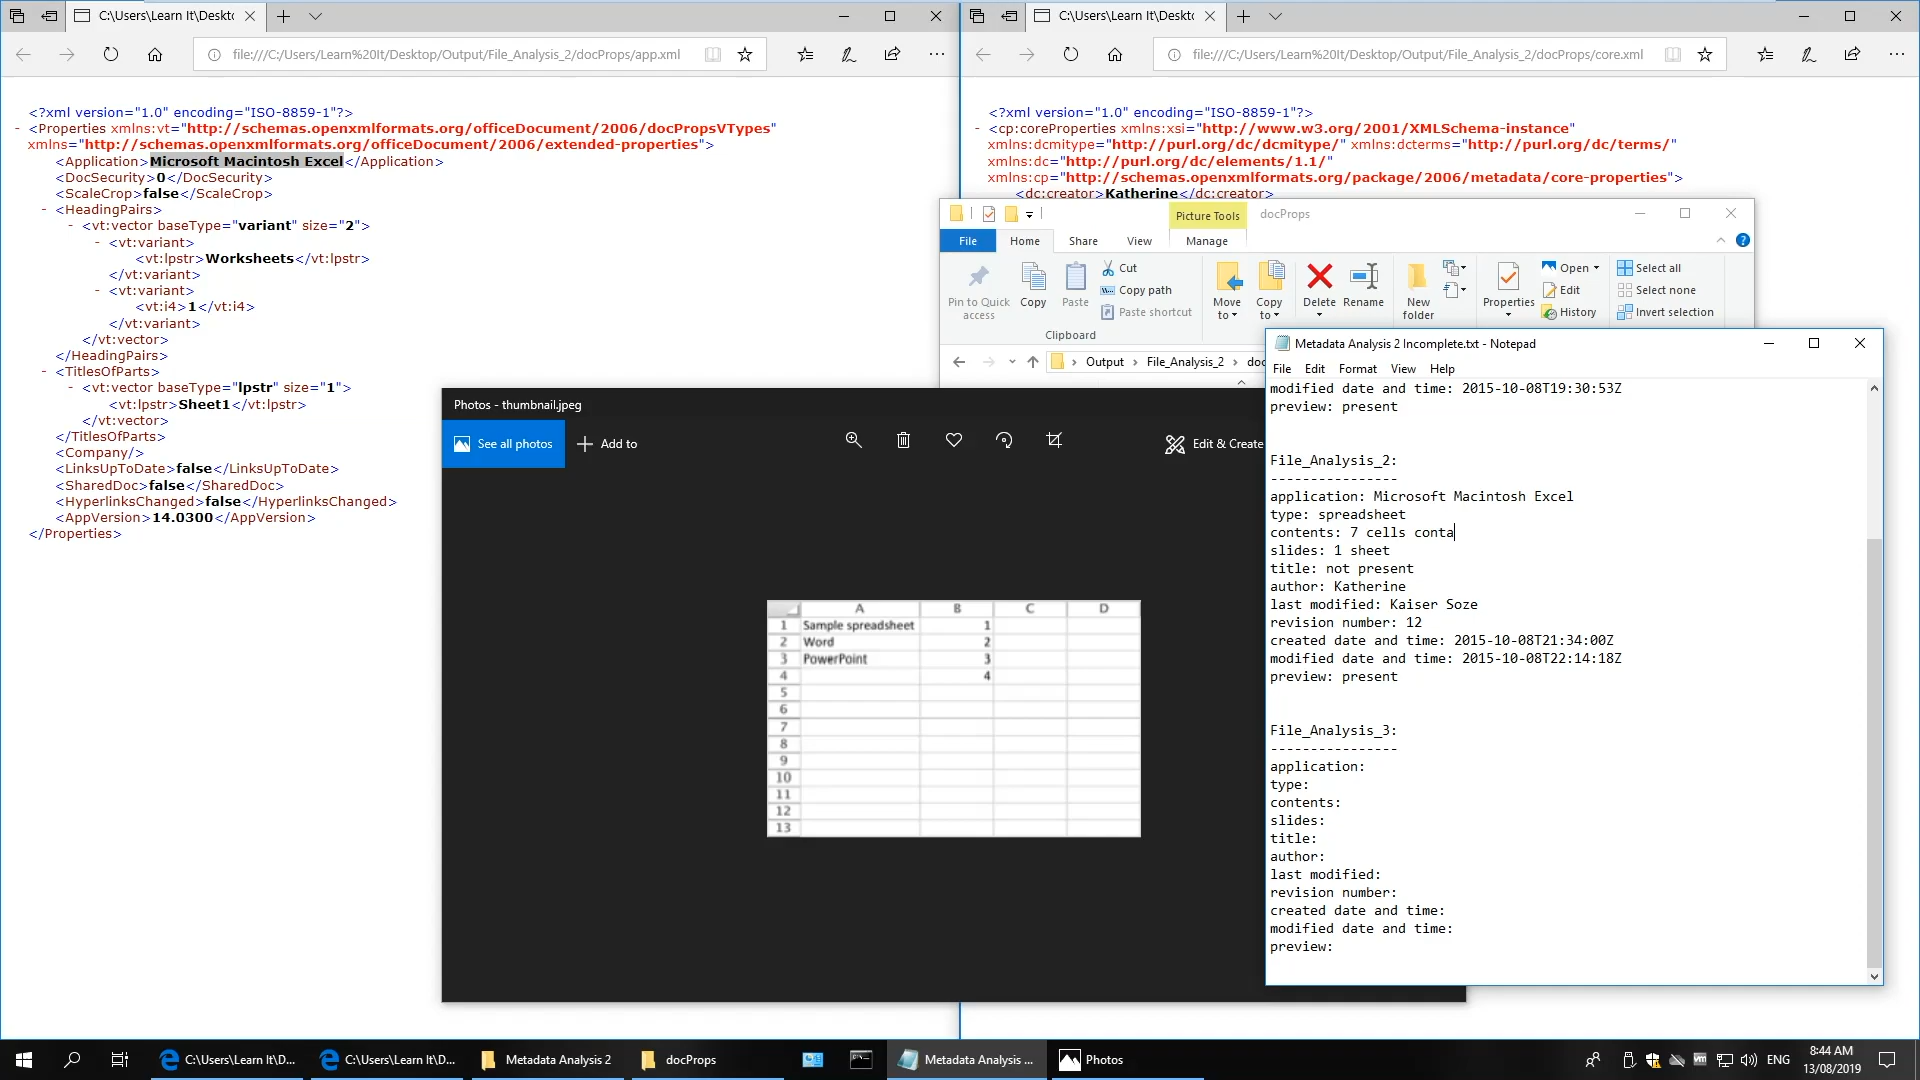 C:\Users\Learn It\Deskto
file:///C:/Users/Learn%20It/Desktop/Output/File_Analysis_2/docProps/app.xml
<?xml version="1.0" encoding="ISO-8859-1"?>
- <Properties xmlns:vt="http://schemas.openxmlformats.org/officeDocument/2006/docPropsVTypes"
xmlns="http://schemas.openxmlformats.org/officeDocument/2006/extended-properties">
<Application>Microsoft Macintosh Excel</Application>
<DocSecurity>0</DocSecurity>
<ScaleCrop>false</ScaleCrop>
- <HeadingPairs>
- <vt:vector baseType="variant" size="2">
- <vt:variant>
<vt:lpstr>Worksheets</vt:lpstr>
</vt:variant>
- <vt:variant>
<vt:i4>1</vt:i4>
</vt:variant>
</vt:vector>
</HeadingPairs>
- <TitlesOfParts>
- <vt:vector baseType="lpstr" size="1">
<vt:lpstr>Sheet1</vt:lpstr>
</vt:vector>
</TitlesOfParts>
<Company/>
<LinksUpToDate>false</LinksUpToDate>
<SharedDoc>false</SharedDoc>
<HyperlinksChanged>false</HyperlinksChanged>
<AppVersion>14.0300</AppVersion>
</Properties>
C:\Users\Learn It\Deskto
file:///C:/Users/Learn%20It/Desktop/Output/File_Analysis_2/docProps/core.xml
<?xml version="1.0" encoding="ISO-8859-1"?>
- <cp:coreProperties xmlns:xsi="http://www.w3.org/2001/XMLSchema-instance"
xmlns:dcmitype="http://purl.org/dc/dcmitype/" xmlns:dcterms="http://purl.org/dc/terms/"
xmlns:dc="http://purl.org/dc/elements/1.1/"
xmlns:cp="http://schemas.openxmlformats.org/package/2006/metadata/core-properties">
<dc:creator>Katherine</dc:creator>
Picture Tools docProps
File Home Share View Manage
Pin to Quick access
Copy
Paste
Cut
Copy path
Paste shortcut
Clipboard
Move to
Copy to
Delete
Rename
New folder
Properties
Open
Edit
History
Select all
Select none
Invert selection
Output > File_Analysis_2 > doc
Photos - thumbnail.jpeg
See all photos
Add to
Edit & Create
A B C D
1 Sample spreadsheet 1
2 Word 2
3 PowerPoint 3
4 4
5
6
7
8
9
10
11
12
13
Metadata Analysis 2 Incomplete.txt - Notepad
File Edit Format View Help
modified date and time: 2015-10-08T19:30:53Z
preview: present
File_Analysis_2:
----------------
application: Microsoft Macintosh Excel
type: spreadsheet
contents: 7 cells conta
slides: 1 sheet
title: not present
author: Katherine
last modified: Kaiser Soze
revision number: 12
created date and time: 2015-10-08T21:34:00Z
modified date and time: 2015-10-08T22:14:18Z
preview: present
File_Analysis_3:
----------------
application:
type:
contents:
slides:
title:
author:
last modified:
revision number:
created date and time:
modified date and time:
preview:
C:\Users\Learn It\D...
C:\Users\Learn It\D...
Metadata Analysis 2
docProps
Metadata Analysis ...
Photos
ENG
8:44 AM
13/08/2019